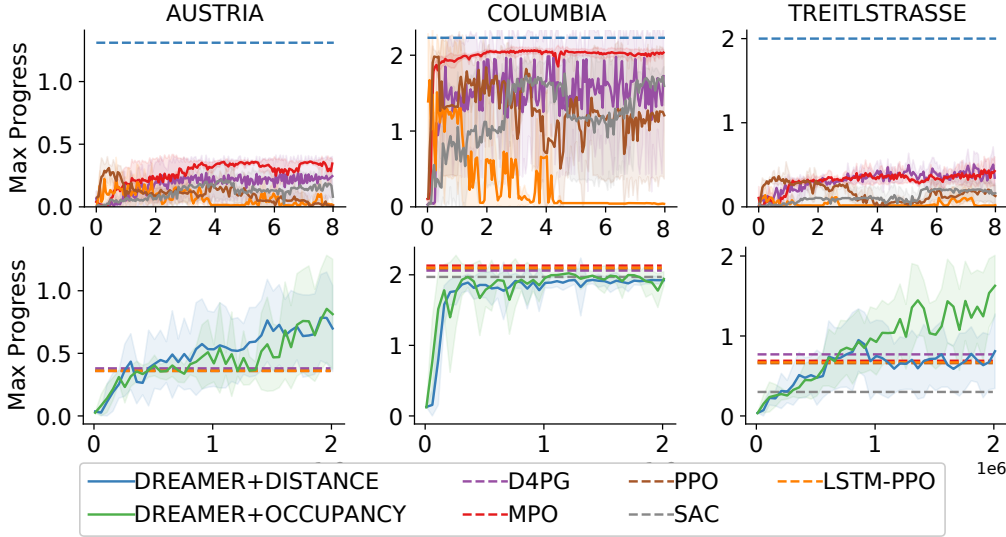 AUSTRIA COLUMBIA TREITLSTRASSE
Max Progress
1.0
0.5
0.0
0 2 4 6 8
2
1
0
0 2 4 6 8
2
1
0
0 2 4 6 8
Max Progress
1.0
0.5
0.0
0 1 2
2
1
0
0 1 2
2
1
0
0 1 2
1e6
DREAMER+DISTANCE D4PG PPO LSTM-PPO
DREAMER+OCCUPANCY MPO SAC